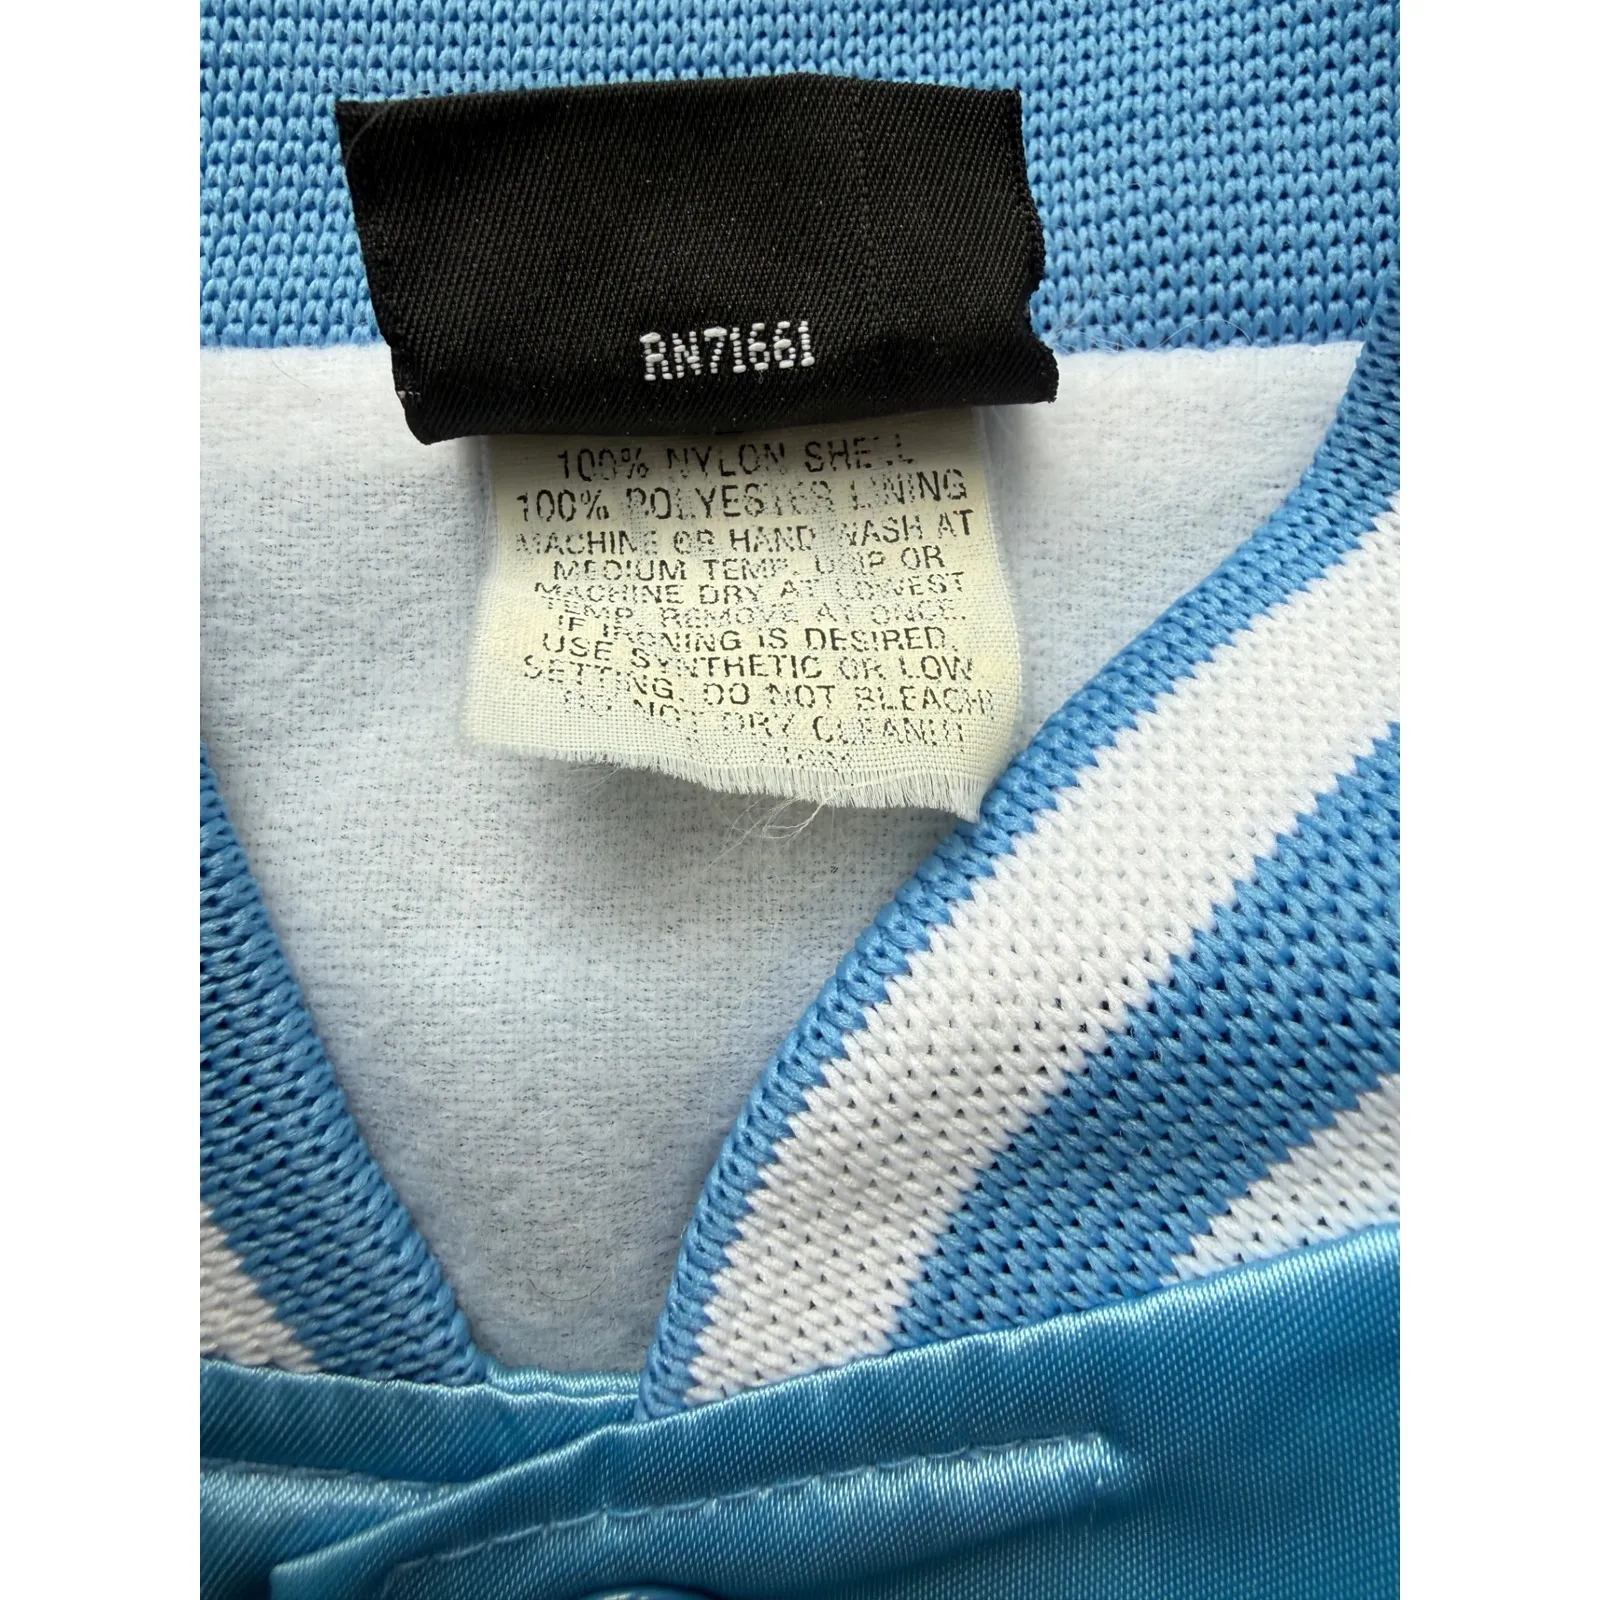 RN71661
100% NYLON SHELL
100% POLYESTER LINING
MACHINE OR HAND WASH AT
MEDIUM TEMP. DRIP OR
MACHINE DRY AT LOWEST
TEMP. REMOVE AT ONCE.
IF IRONING IS DESIRED,
USE SYNTHETIC OR LOW
SETTING. DO NOT BLEACH!
DO NOT DRY CLEAN!!!